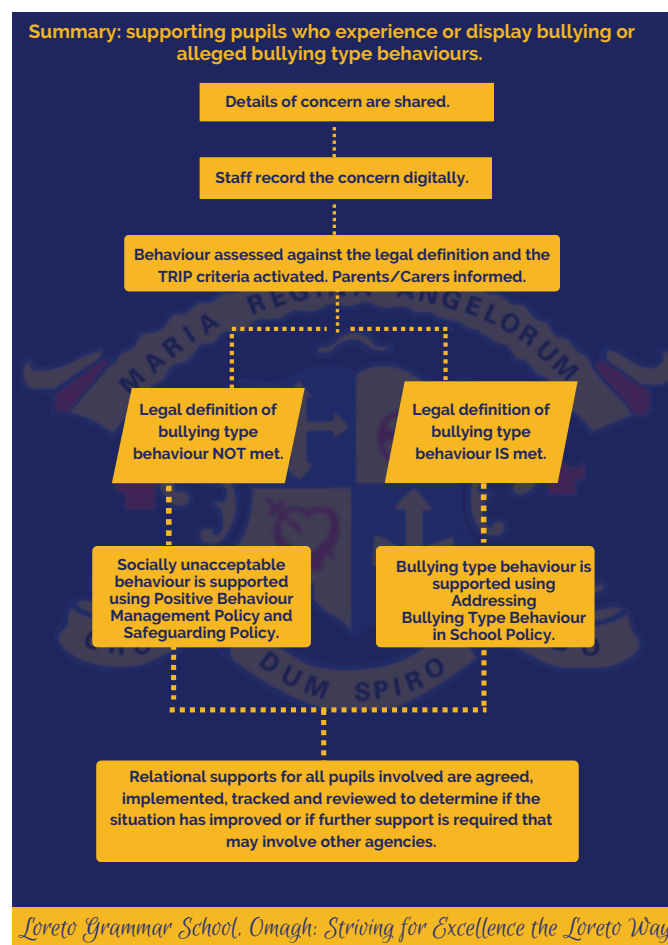 Summary: supporting pupils who experience or display bullying or
alleged bullying type behaviours.
Details of concern are shared.
Staff record the concern digitally.
Behaviour assessed against the legal definition and the
TRIP criteria activated. Parents/Carers informed.
MARIA REGINA ANGELORUM
Legal definition of
bullying type
behaviour NOT met.
Legal definition of
bullying type
behaviour IS met.
Socially unacceptable
behaviour is supported
using Positive Behaviour
Management Policy and
Safeguarding Policy.
Bullying type behaviour is
supported using
Addressing
Bullying Type Behaviour
in School Policy.
DUM SPIRO
Relational supports for all pupils involved are agreed,
implemented, tracked and reviewed to determine if the
situation has improved or if further support is required that
may involve other agencies.
Loreto Grammar School, Omagh: Striving for Excellence the Loreto Way